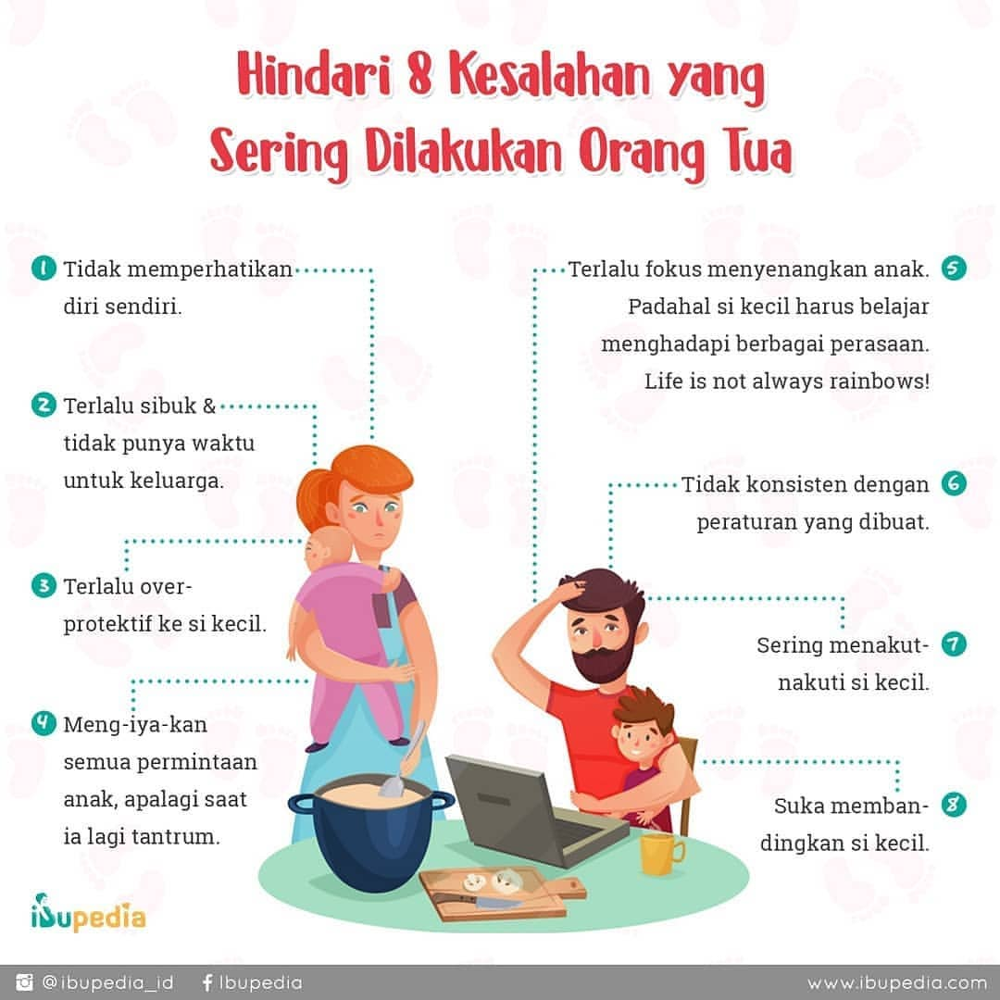 Hindari 8 Kesalahan yang
Sering Dilakukan Orang Tua
1 Tidak memperhatikan
diri sendiri.
2 Terlalu sibuk &
tidak punya waktu
untuk keluarga.
3 Terlalu over-
protektif ke si kecil.
4 Meng-iya-kan
semua permintaan
anak, apalagi saat
ia lagi tantrum.
Terlalu fokus menyenangkan anak. 5
Padahal si kecil harus belajar
menghadapi berbagai perasaan.
Life is not always rainbows!
Tidak konsisten dengan 6
peraturan yang dibuat.
Sering menakut- 7
nakuti si kecil.
Suka memban- 8
dingkan si kecil.
ibupedia
@ibupedia_id
f Ibupedia
www.ibupedia.com